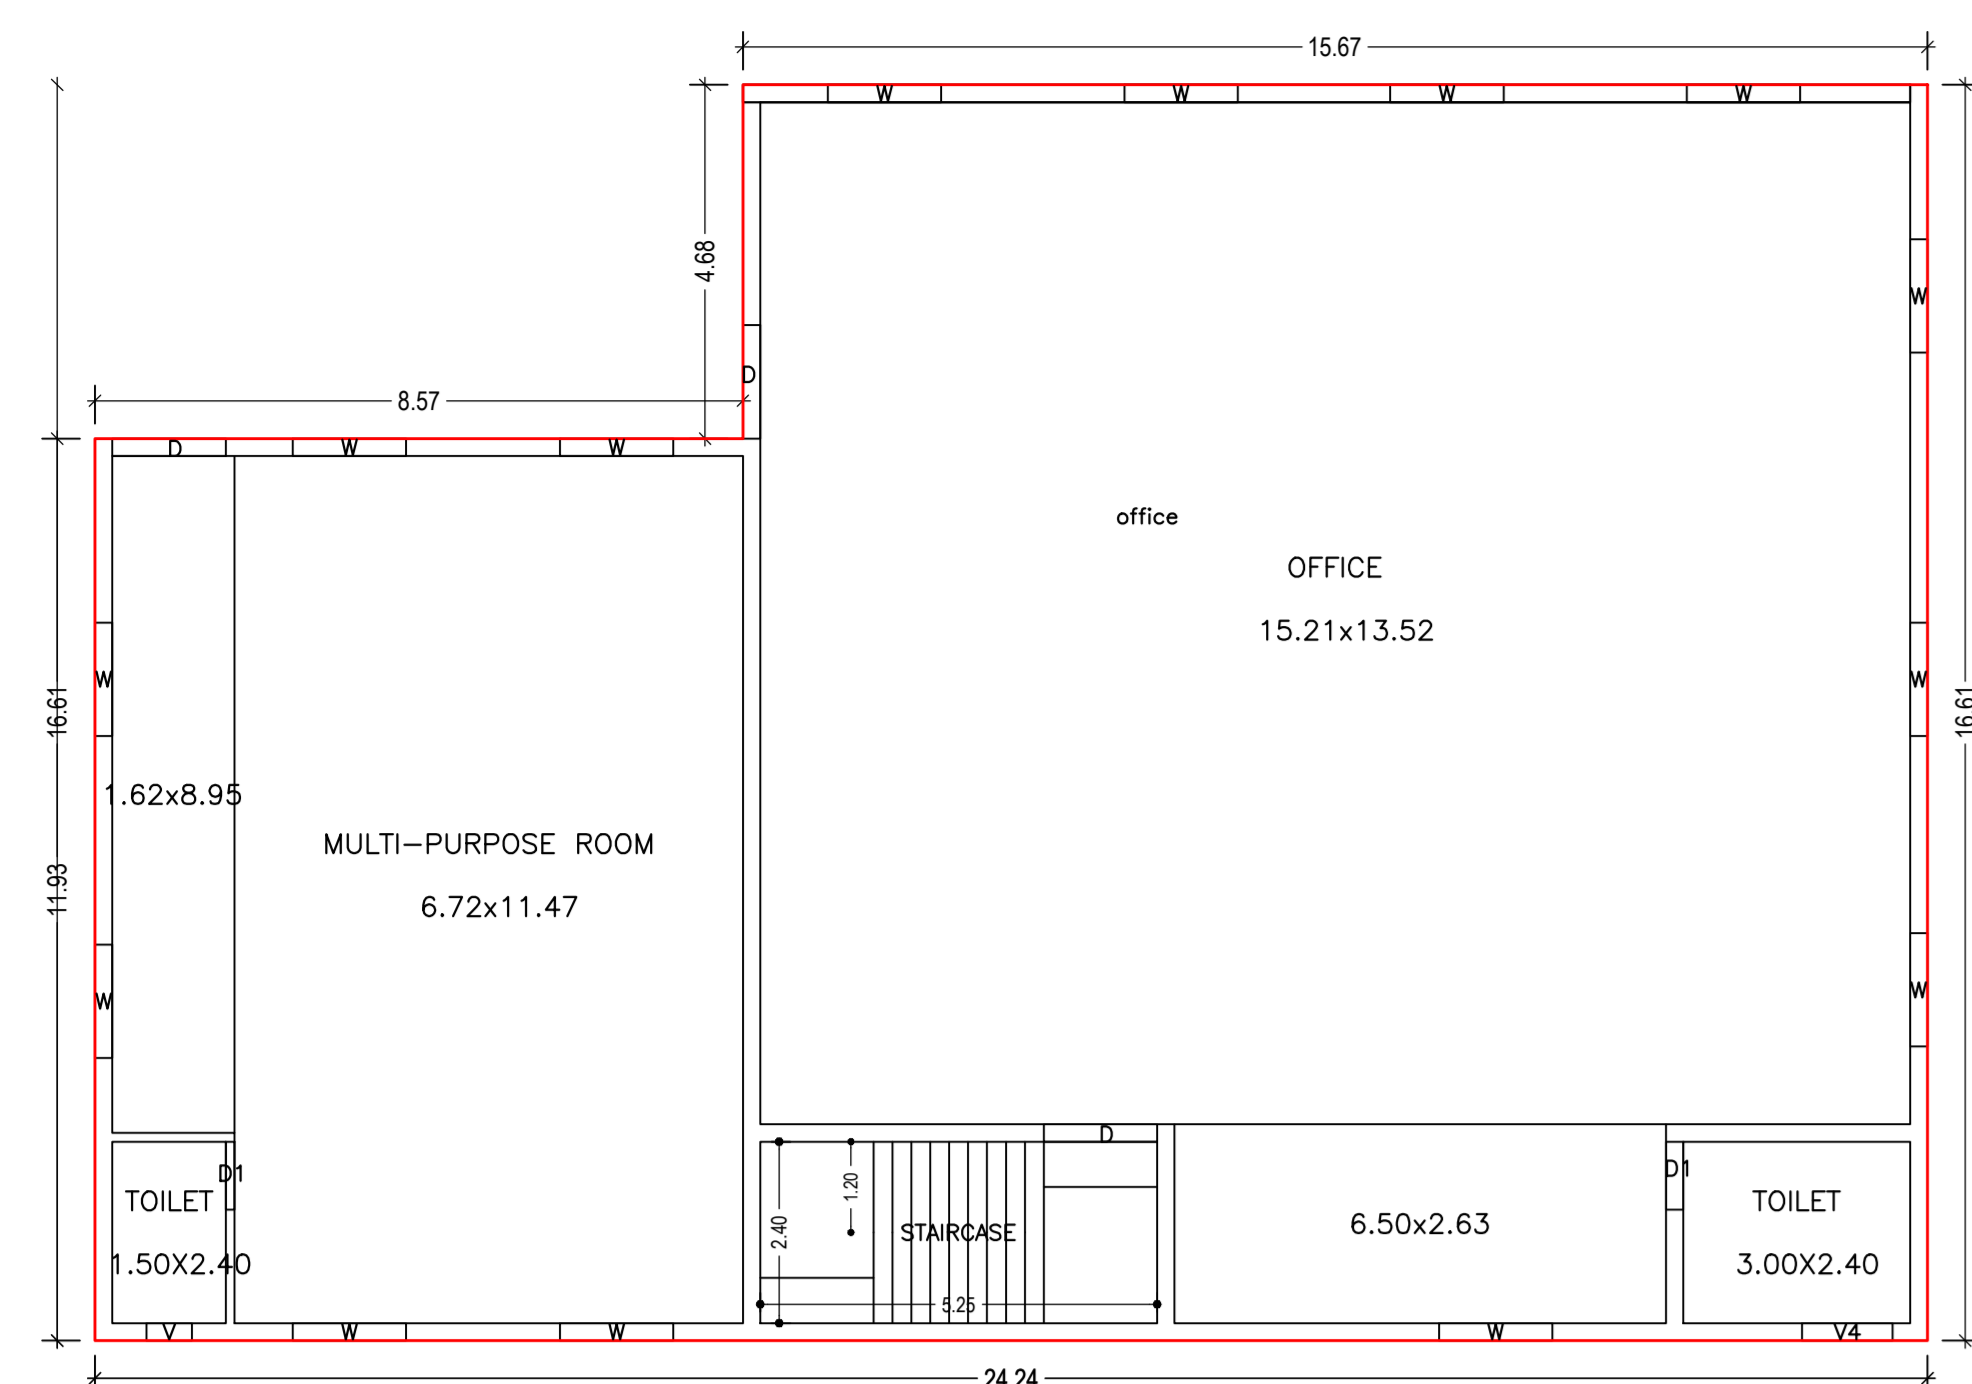 15.67
W W W W
4.68
W
D
8.57
D W W
office
OFFICE
15.21x13.52
W W
16.61 16.61
1.62x8.95
MULTI-PURPOSE ROOM
11.93
6.72x11.47
W W
D
D1 D1
TOILET 1.20 TOILET
2.40 STAIRCASE 6.50x2.63
1.50X2.40 3.00X2.40
5.25
V W W W V4
24.24